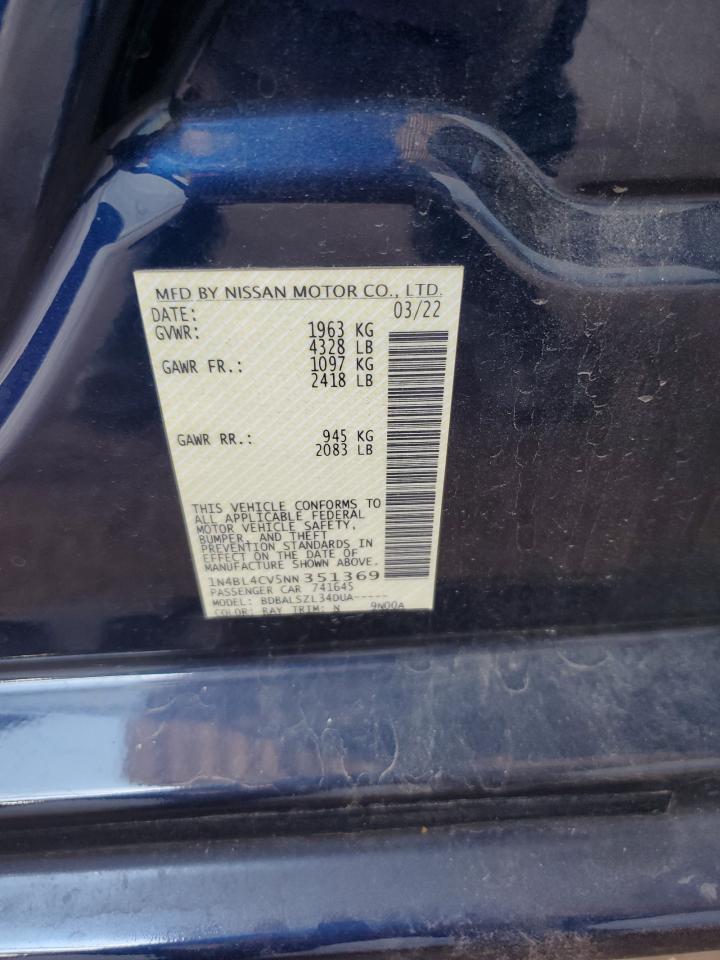 MFD BY NISSAN MOTOR CO., LTD.
DATE: 03/22
GVWR: 1963 KG
4328 LB
GAWR FR.: 1097 KG
2418 LB
GAWR RR.: 945 KG
2083 LB
THIS VEHICLE CONFORMS TO
ALL APPLICABLE FEDERAL
MOTOR VEHICLE SAFETY,
BUMPER, AND THEFT
PREVENTION STANDARDS IN
EFFECT ON THE DATE OF
MANUFACTURE SHOWN ABOVE.
1N4BL4CV5NN351369
PASSENGER CAR 741645
MODEL: BDBALSZL34DUA-----
COLOR: RAY TRIM: N 9N00A